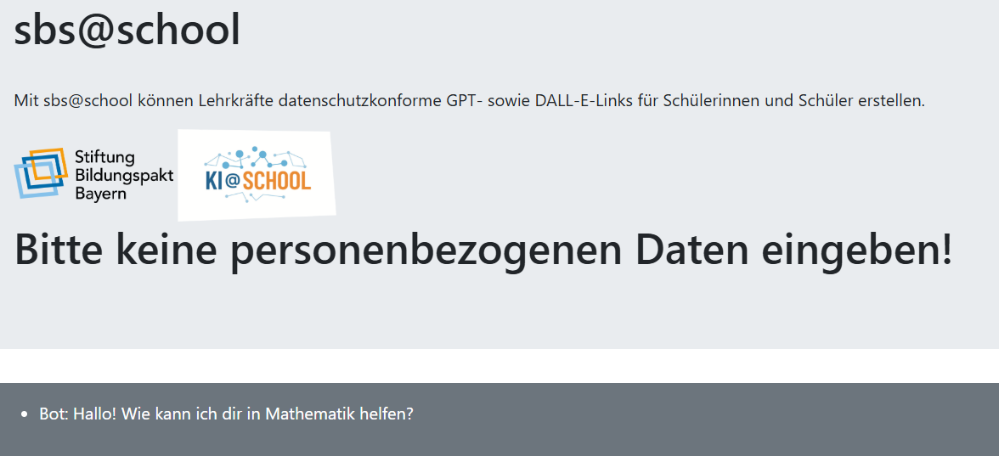 sbs@school
Mit sbs@school können Lehrkräfte datenschutzkonforme GPT- sowie DALL-E-Links für Schülerinnen und Schüler erstellen.
Stiftung
Bildungspakt
Bayern
KI@SCHOOL
Bitte keine personenbezogenen Daten eingeben!
• Bot: Hallo! Wie kann ich dir in Mathematik helfen?